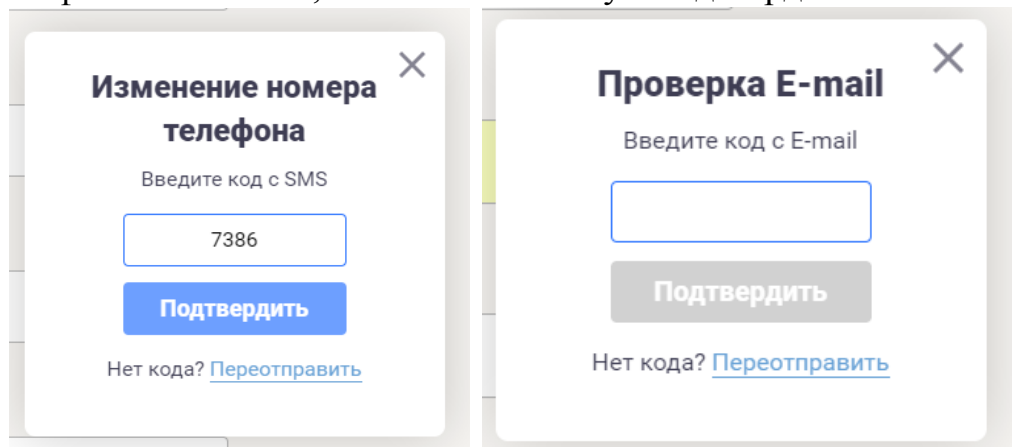 Изменение номера
телефона
Введите код с SMS
7386
Подтвердить
Нет кода? Переотправить
Проверка E-mail
Введите код с E-mail
Подтвердить
Нет кода? Переотправить